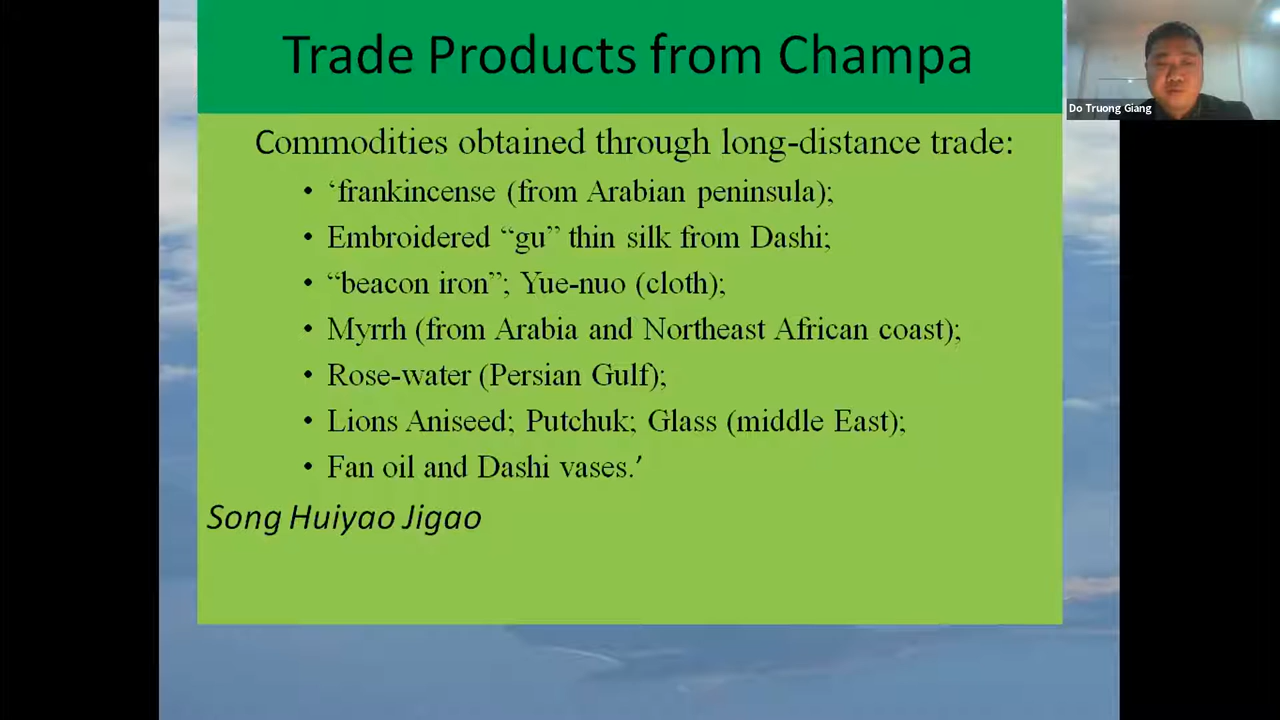 Trade Products from Champa
Do Truong Giang
Commodities obtained through long-distance trade:
• ‘frankincense (from Arabian peninsula);
• Embroidered “gu” thin silk from Dashi;
• “beacon iron”; Yue-nuo (cloth);
• Myrrh (from Arabia and Northeast African coast);
• Rose-water (Persian Gulf);
• Lions Aniseed; Putchuk; Glass (middle East);
• Fan oil and Dashi vases.’
Song Huiyao Jigao